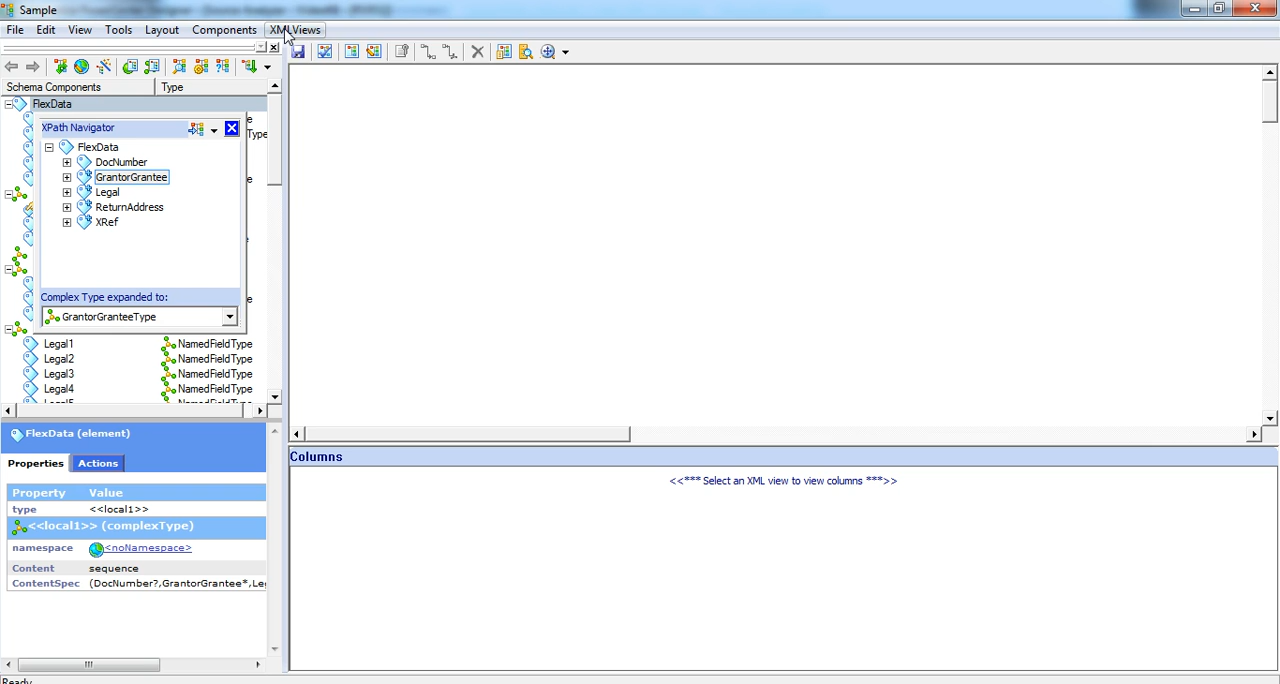 Sample
File Edit View Tools Layout Components XMLViews
Schema Components Type
FlexData
XPath Navigator
FlexData
DocNumber
GrantorGrantee
Legal
ReturnAddress
XRef
Complex Type expanded to:
GrantorGranteeType
Legal1 NamedFieldType
Legal2 NamedFieldType
Legal3 NamedFieldType
Legal4 NamedFieldType
FlexData (element)
Properties Actions
Property Value
type <<local1>>
<<local1>> (complexType)
namespace <noNamespace>
Content sequence
ContentSpec (DocNumber?,GrantorGrantee*,Le
Columns
<<*** Select an XML view to view columns ***>>
Ready